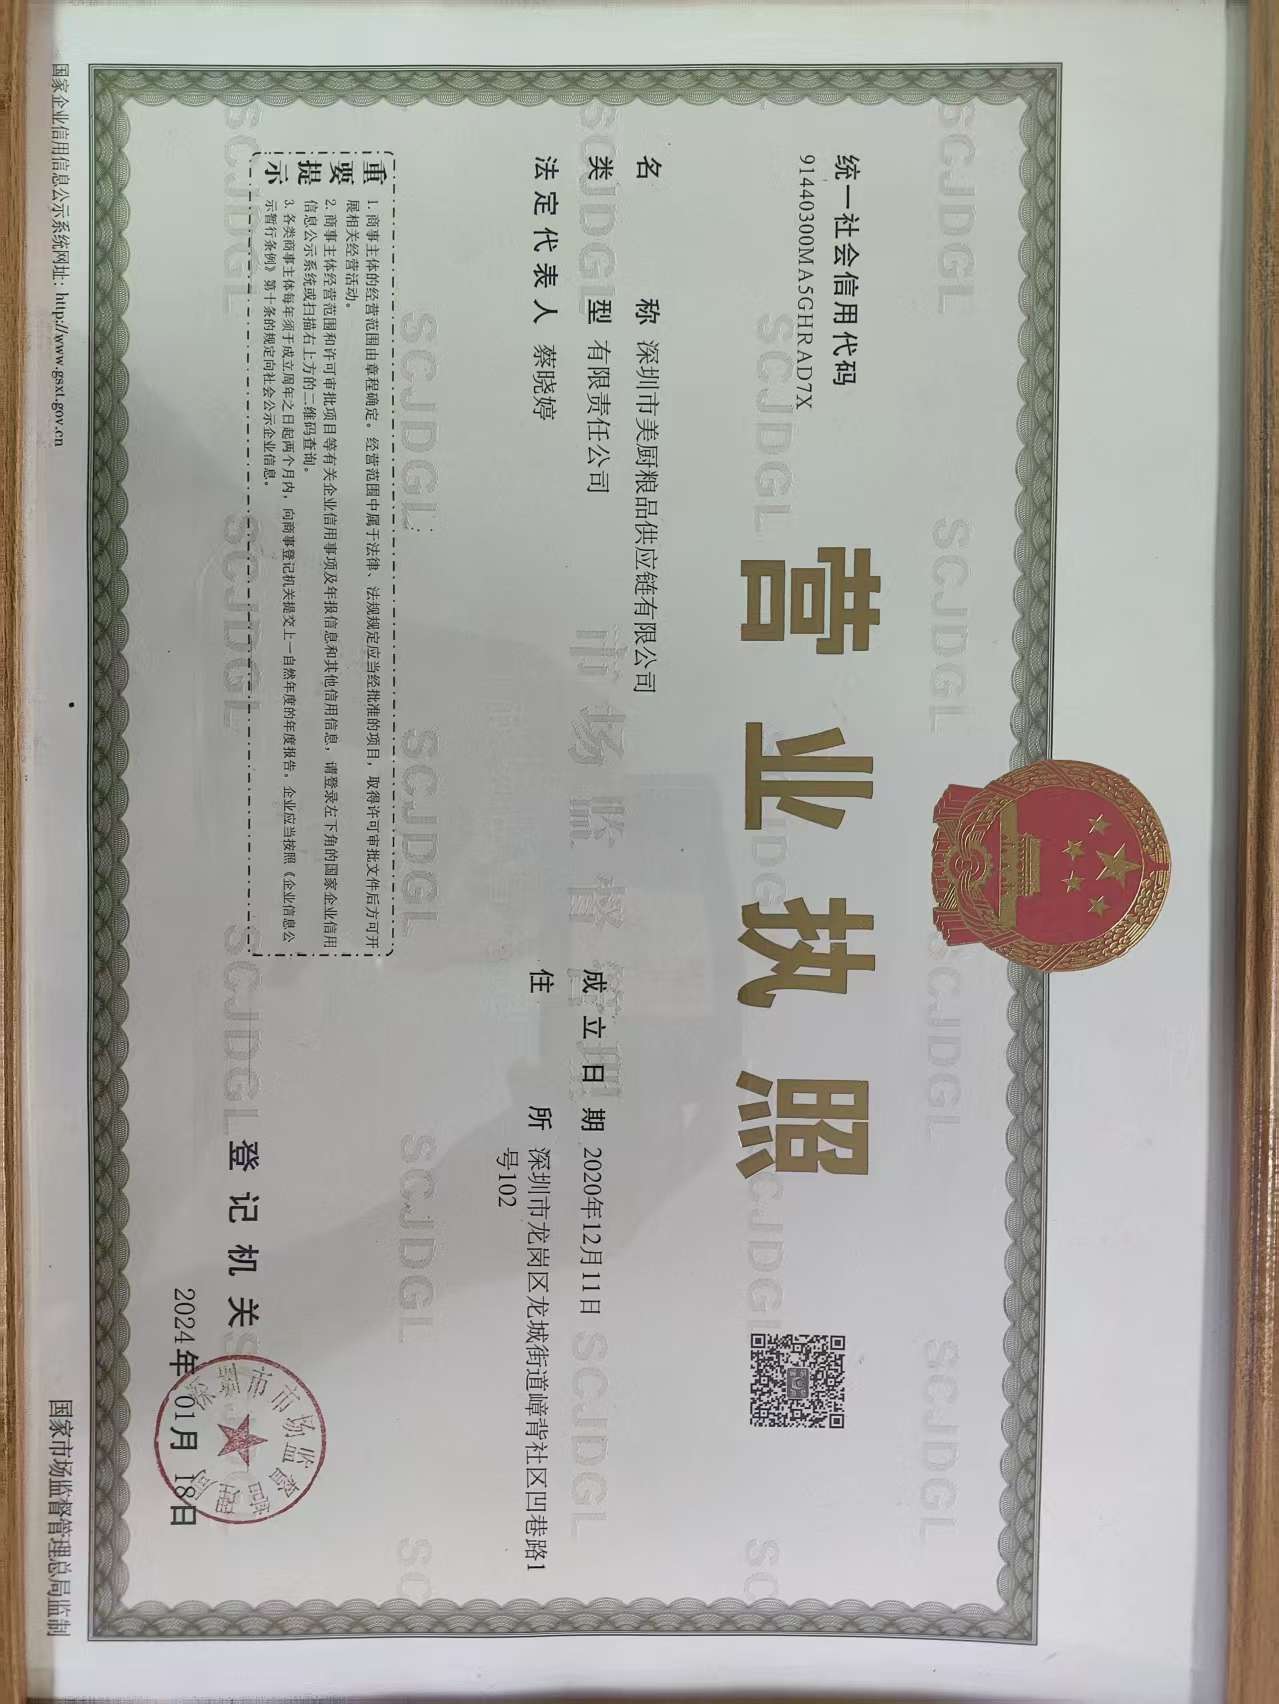 营业执照
统一社会信用代码
91440300MA5GHRAD7X
名称 深圳市美厨粮品供应链有限公司
类型 有限责任公司
法定代表人 蔡晓婷
成立日期 2020年12月11日
住所 深圳市龙岗区龙城街道嶂背社区凹巷路1
号102
重要提示
1. 商事主体的经营范围由章程确定。经营范围中属于法律、法规规定应当经批准的项目，取得许可审批文件后方可开
展相关经营活动。
2. 商事主体经营范围和许可审批项目等有关企业信用事项及年报信息和其他信用信息，请登录左下角的国家企业信用
信息公示系统或扫描右上方的二维码查询。
3. 各类商事主体每年须于成立周年之日起两个月内，向商事登记机关提交上一自然年度的年度报告。企业应当按照《企业信息公
示暂行条例》第十条的规定向社会公示企业信息。
登记机关
深圳市市场监督管理局
2024年01月18日
国家企业信用信息公示系统网址: http://www.gsxt.gov.cn
国家市场监督管理总局监制
SCJDGL
市场监督管理